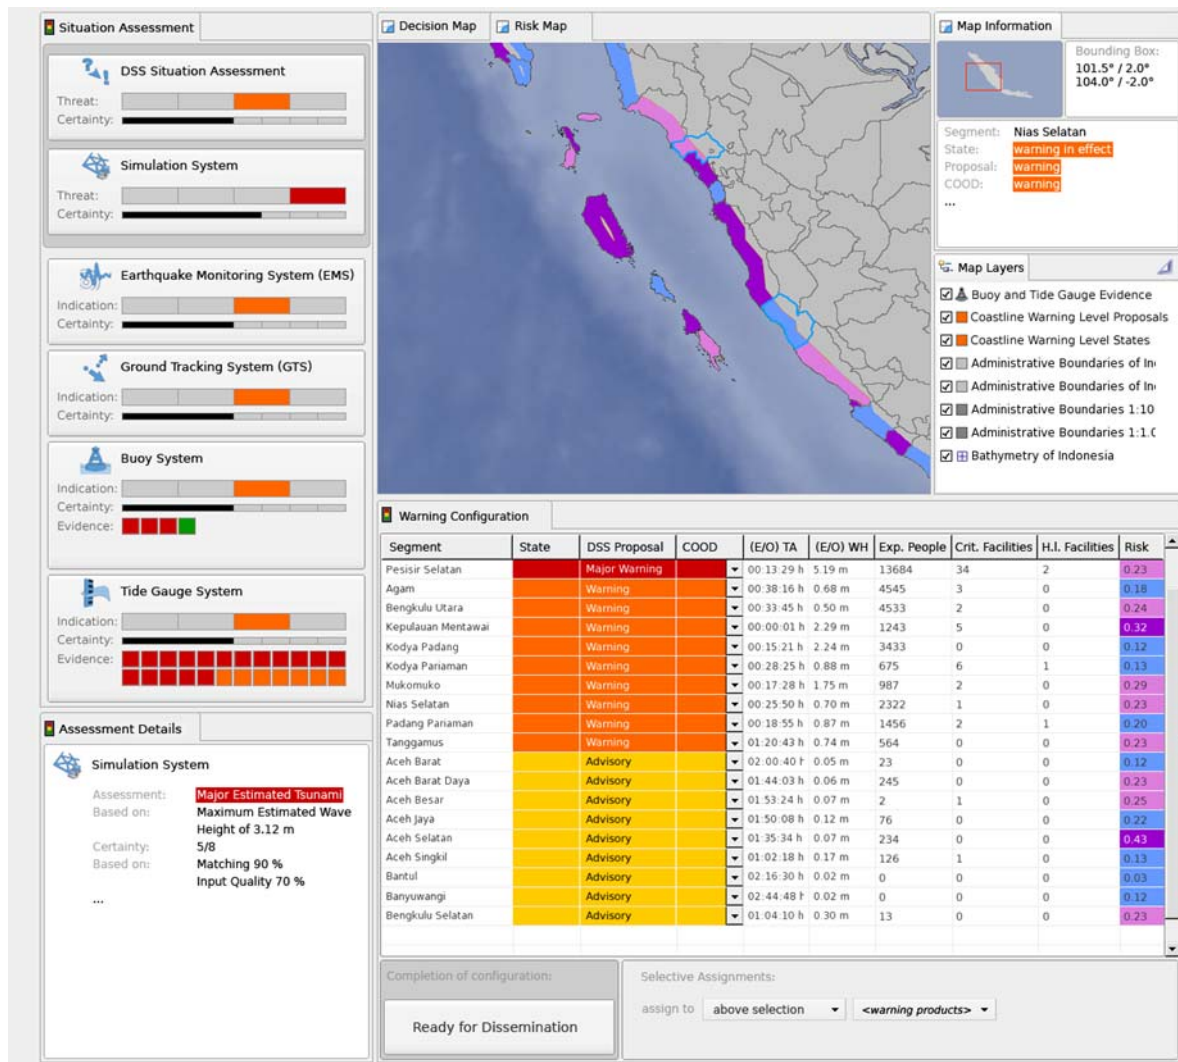 Situation Assessment
DSS Situation Assessment
Threat:
Certainty:
Simulation System
Threat:
Certainty:
Earthquake Monitoring System (EMS)
Indication:
Certainty:
Ground Tracking System (GTS)
Indication:
Certainty:
Buoy System
Indication:
Certainty:
Evidence:
Tide Gauge System
Indication:
Certainty:
Evidence:
Assessment Details
Simulation System
Assessment: Major Estimated Tsunami
Based on: Maximum Estimated Wave
Height of 3.12 m
Certainty: 5/8
Based on: Matching 90 %
Input Quality 70 %
...
Decision Map Risk Map
Map Information
Bounding Box:
101.5° / 2.0°
104.0° / -2.0°
Segment: Nias Selatan
State: warning in effect
Proposal: warning
COOD: warning
...
Map Layers
Buoy and Tide Gauge Evidence
Coastline Warning Level Proposals
Coastline Warning Level States
Administrative Boundaries of In
Administrative Boundaries of In
Administrative Boundaries 1:10
Administrative Boundaries 1:1.0
Bathymetry of Indonesia
Warning Configuration
Segment State DSS Proposal COOD (E/O) TA (E/O) WH Exp. People Crit. Facilities H.I. Facilities Risk
Pesisir Selatan Major Warning 00:13:29 h 5.19 m 13684 34 2 0.23
Agam Warning 00:38:16 h 0.68 m 4545 3 0 0.18
Bengkulu Utara Warning 00:33:45 h 0.50 m 4533 2 0 0.24
Kepulauan Mentawai Warning 00:00:01 h 2.29 m 1243 5 0 0.32
Kodya Padang Warning 00:15:21 h 2.24 m 3433 0 0 0.12
Kodya Pariaman Warning 00:28:25 h 0.88 m 675 6 1 0.13
Mukomuko Warning 00:17:28 h 1.75 m 987 2 0 0.29
Nias Selatan Warning 00:25:50 h 0.70 m 2322 1 0 0.23
Padang Pariaman Warning 00:18:55 h 0.87 m 1456 2 1 0.20
Tanggamus Warning 01:20:43 h 0.74 m 564 0 0 0.23
Aceh Barat Advisory 02:00:40 h 0.05 m 23 0 0 0.12
Aceh Barat Daya Advisory 01:44:03 h 0.06 m 245 0 0 0.23
Aceh Besar Advisory 01:53:24 h 0.07 m 2 1 0 0.25
Aceh Jaya Advisory 01:50:08 h 0.12 m 76 0 0 0.22
Aceh Selatan Advisory 01:35:34 h 0.07 m 234 0 0 0.43
Aceh Singkil Advisory 01:02:18 h 0.17 m 126 1 0 0.13
Bantul Advisory 02:16:30 h 0.02 m 0 0 0 0.03
Banyuwangi Advisory 02:44:48 h 0.02 m 0 0 0 0.12
Bengkulu Selatan Advisory 01:04:10 h 0.30 m 13 0 0 0.23
Completion of configuration:
Ready for Dissemination
Selective Assignments:
assign to above selection <warning products>